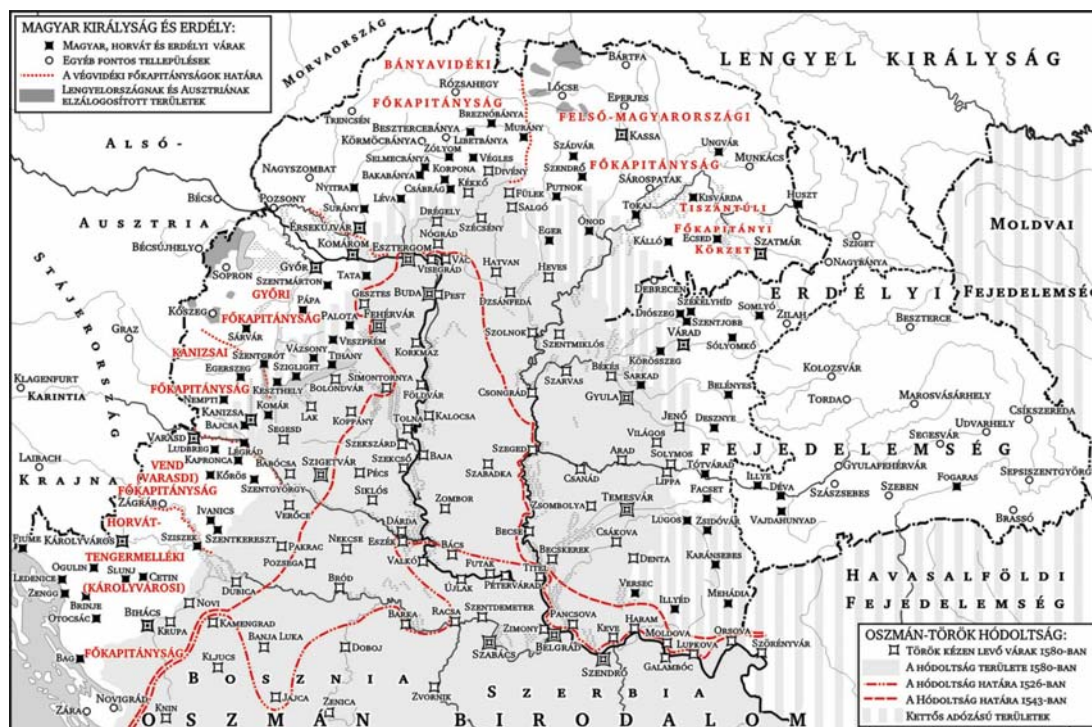 MAGYAR KIRÁLYSÁG ÉS ERDÉLY:
MAGYAR, HORVÁT ÉS ERDÉLYI VÁRAK
EGYÉB FONTOS TELLEPÜLÉSEK
A VÉGVIDÉKI FŐKAPITÁNYSÁGOK HATÁRA
LENGYELORSZÁGNAK ÉS AUSZTRIÁNAK
ELZÁLOGOSÍTOTT TERÜLETEK
MORVAORSZÁG
LENGYEL KIRÁLYSÁG
BÁNYAVIDÉKI
FŐKAPITÁNYSÁG
BÁRTFA
RÓZSAHEGY
LŐCSE
EPERJES
TRENCSÉN
BREZNÓBÁNYA
FELSŐ-MAGYARORSZÁGI
BESZTERCEBÁNYA
MURÁNY
KASSA
KÖRMÖCBÁNYA
LIBETBÁNYA
ZÓLYOM
SZÁDVÁR
UNGVÁR
ALSÓ-
SELMECBÁNYA
VÉGLES
SZENDRŐ
FŐKAPITÁNYSÁG
MUNKÁCS
NAGYSZOMBAT
BAKABÁNYA
KORPONA
DIVÉNY
NYITRA
CSÁBRÁG
KÉKKŐ
PUTNOK
SÁROSPATAK
BÉCS
POZSONY
SURÁNY
LÉVA
FÜLEK
KISVÁRDA
HUSZT
DRÉGELY
SALGÓ
TOKAJ
TISZÁNTÚLI
AUSZTRIA
ÉRSEKÚJVÁR
SZÉCSÉNY
ÓNOD
FŐKAPITÁNYI
MOLDVAI
BÉCSÚJHELY
KOMÁROM
NÓGRÁD
EGER
KÁLLÓ
ECSED
KÖRZET
SZATMÁR
SZIGET
ESZTERGOM
VÁC
VISEGRÁD
NAGYBÁNYA
SOPRON
GYŐR
SZENTMÁRTON
TATA
HATVAN
HEVES
DEBRECEN
GYŐRI
GESZTES
BUDA
PEST
DZSÁNFEDÁ
SZÉKELYHÍD
SOMLYÓ
ERDÉLYI
FEJEDELEMSÉG
KŐSZEG
PÁPA
DIÓSZEG
SZENTJOBB
ZILAH
BESZTERCE
STÁJERORSZÁG
GRAZ
FŐKAPITÁNYSÁG
SÁRVÁR
PALOTA
FEHÉRVÁR
SZOLNOK
VÁRAD
VESZPRÉM
SZENTMIKLÓS
SÓLYOMKŐ
KANIZSAI
SZENTGRÓT
VÁZSONY
KORKMAZ
KÖRÖSSZEG
KOLOZSVÁR
KLAGENFURT
EGERSZEG
TIHANY
SZIGLIGET
BÉKÉS
KARINTIA
FŐKAPITÁNYSÁG
SIMONTORNYA
SZARVAS
SARKAD
BELÉNYES
KESZTHELY
BOLONDVÁR
FÖLDVÁR
CSONGRÁD
TORDA
MAROSVÁSÁRHELY
NEMPTI
GYULA
CSÍKSZEREDA
KANIZSA
KOMÁR
LAK
KOPPÁNY
KALOCSA
DESZNYE
UDVARHELY
BAJCSA
TOLNA
JENŐ
VARASD
LÉGRÁD
SEGESD
VILÁGOS
SEGESVÁR
LAIBACH
LUDBREG
SZEKSZÁRD
SZEGED
FEJEDELEMSÉG
KAPRONCA
BABÓCSA
SZIGETVÁR
SZEKCSŐ
BAJA
ARAD
SOLYMOS
TÓTVÁRAD
GYULAFEHÉRVÁR
SEPSISZENTGYÖRGY
VEND
KRAJNA
(VARASDI)
KŐRÖS
PÉCS
SZABADKA
CSANÁD
LIPPA
ILLYE
DÉVA
SZÁSZSEBES
SZEBEN
FOGARAS
FŐKAPITÁNYSÁG
SZENTGYÖRGY
SIKLÓS
ZOMBOR
TEMESVÁR
FACSET
ZÁGRÁB
IVANICS
VERŐCE
ZSOMBOLYA
VAJDAHUNYAD
BRASSÓ
HORVÁT-
DÁRDA
BECSE
CSÁKOVA
LUGOS
ZSIDÓVÁR
KÁROLYVÁROS
SZISZEK
SZENTKERESZT
ESZÉK
FIUME
TENGERMELLÉKI
PAKRAC
NEKCSE
BÁCS
BECSKEREK
DENTA
KARÁNSEBES
OGULIN
POZSEGA
VALKÓ
FUTAK
TITEL
LEDENICE
SLUNJ
CETIN
(KÁROLYVÁROSI)
BRÓD
ÚJLAK
PÉTERVÁRAD
VERSEC
MEHÁDIA
HAVASALFÖLDI
FEJEDELEMSÉG
ZENGG
BRINJE
DUBICA
BIHÁCS
NOVI
RACSA
SZENTDEMETER
PANCSOVA
ILLYÉD
OTOCSÁC
KRUPA
KAMENGRAD
BARKA
ZIMONY
KEVE
HARAM
MOLDOVA
ORSOVA
BANJA LUKA
BELGRÁD
LUPKOVA
SZÖRÉNYVÁR
BAG
FŐKAPITÁNYSÁG
KLJUCS
DOBOJ
SZABÁCS
SZENDRŐ
GALAMBÓC
BOSZNIA
SZERBIA
NOVIGRÁD
JAJCA
ZVORNIK
ZÁRA
KNIN
ZENICA
OSZMÁN BIRODALOM
OSZMÁN-TÖRÖK HÓDOLTSÁG:
TÖRÖK KÉZEN LEVŐ VÁRAK 1580-BAN
A HÓDOLTSÁG TERÜLETE 1580-BAN
A HÓDOLTSÁG HATÁRA 1526-BAN
A HÓDOLTSÁG HATÁRA 1543-BAN
KETTŐS ADÓZÁSÚ TERÜLETEK